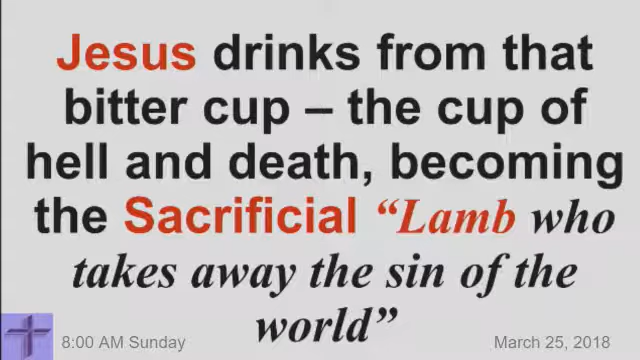 Jesus drinks from that
bitter cup – the cup of
hell and death, becoming
the Sacrificial “Lamb who
takes away the sin of the
world”
8:00 AM Sunday
March 25, 2018